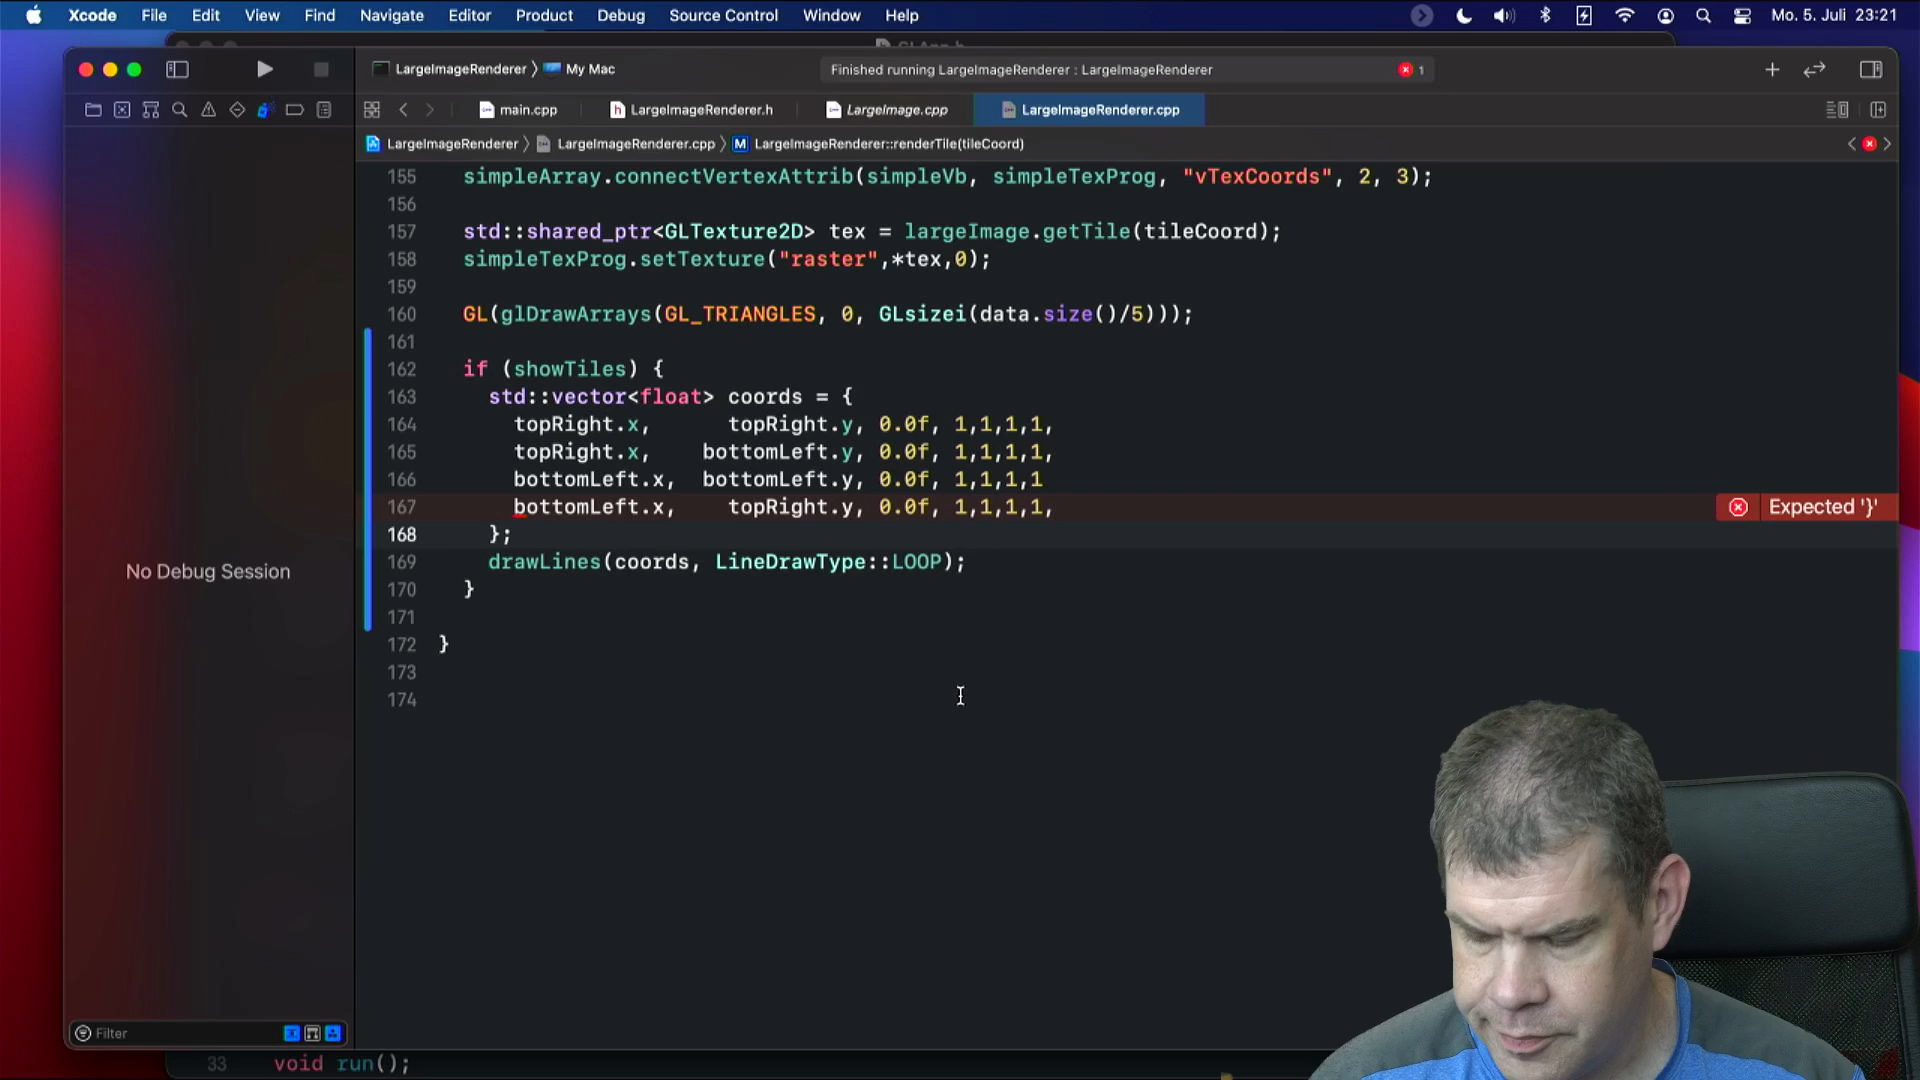 Xcode File Edit View Find Navigate Editor Product Debug Source Control Window Help Mo. 5. Juli 23:21
GLApp.h
LargeImageRenderer 〉 My Mac Finished running LargeImageRenderer : LargeImageRenderer 1
main.cpp LargeImageRenderer.h LargeImage.cpp LargeImageRenderer.cpp
LargeImageRenderer 〉 LargeImageRenderer.cpp 〉 M LargeImageRenderer::renderTile(tileCoord)
155 simpleArray.connectVertexAttrib(simpleVb, simpleTexProg, "vTexCoords", 2, 3);
156
157 std::shared_ptr<GLTexture2D> tex = largeImage.getTile(tileCoord);
158 simpleTexProg.setTexture("raster",*tex,0);
159
160 GL(glDrawArrays(GL_TRIANGLES, 0, GLsizei(data.size()/5)));
161
162 if (showTiles) {
163 std::vector<float> coords = {
164 topRight.x, topRight.y, 0.0f, 1,1,1,1,
165 topRight.x, bottomLeft.y, 0.0f, 1,1,1,1,
166 bottomLeft.x, bottomLeft.y, 0.0f, 1,1,1,1
167 bottomLeft.x, topRight.y, 0.0f, 1,1,1,1, Expected '}'
168 };
169 drawLines(coords, LineDrawType::LOOP);
170 }
171
172 }
173
174
No Debug Session
Filter
33 void run();